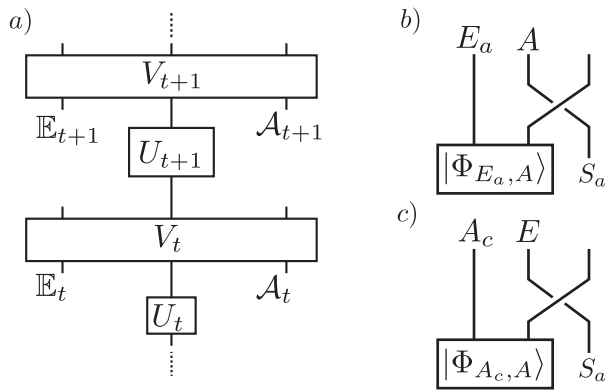 a)
V_{t+1}
𝔼_{t+1} 𝒜_{t+1}
U_{t+1}
V_t
𝔼_t 𝒜_t
U_t
b)
E_a A
|Φ_{E_a,A}⟩ S_a
c)
A_c E
|Φ_{A_c,A}⟩ S_a